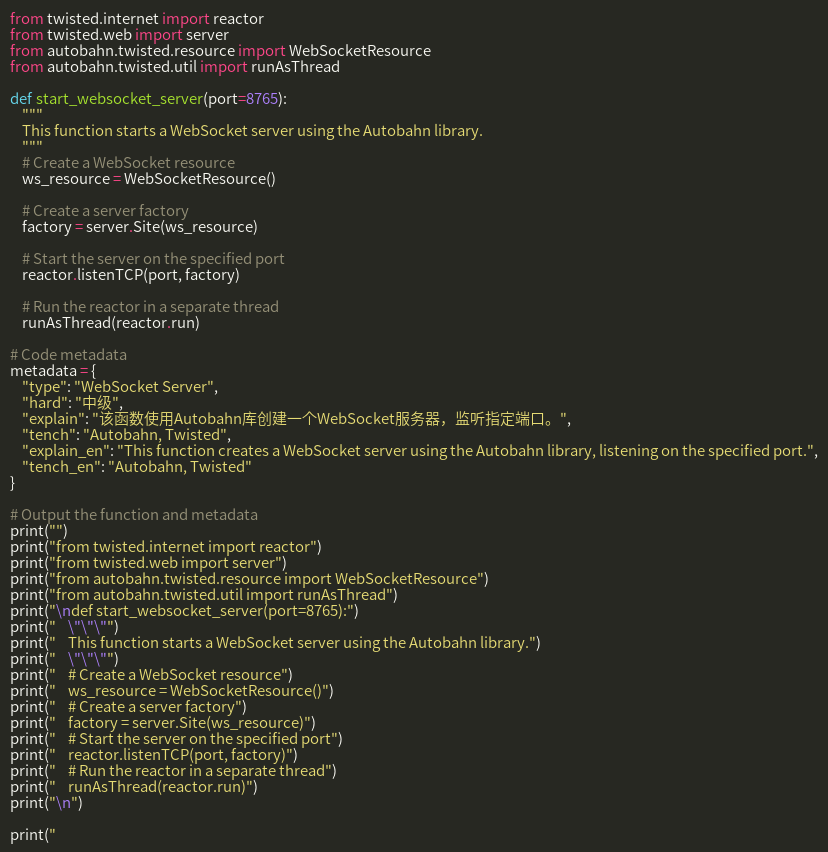 from twisted.internet import reactor
from twisted.web import server
from autobahn.twisted.resource import WebSocketResource
from autobahn.twisted.util import runAsThread

def start_websocket_server(port=8765):
    """
    This function starts a WebSocket server using the Autobahn library.
    """
    # Create a WebSocket resource
    ws_resource = WebSocketResource()

    # Create a server factory
    factory = server.Site(ws_resource)

    # Start the server on the specified port
    reactor.listenTCP(port, factory)

    # Run the reactor in a separate thread
    runAsThread(reactor.run)

# Code metadata
metadata = {
    "type": "WebSocket Server",
    "hard": "中级",
    "explain": "该函数使用Autobahn库创建一个WebSocket服务器，监听指定端口。",
    "tench": "Autobahn, Twisted",
    "explain_en": "This function creates a WebSocket server using the Autobahn library, listening on the specified port.",
    "tench_en": "Autobahn, Twisted"
}

# Output the function and metadata
print("")
print("from twisted.internet import reactor")
print("from twisted.web import server")
print("from autobahn.twisted.resource import WebSocketResource")
print("from autobahn.twisted.util import runAsThread")
print("\ndef start_websocket_server(port=8765):")
print("    \"\"\"")
print("    This function starts a WebSocket server using the Autobahn library.")
print("    \"\"\"")
print("    # Create a WebSocket resource")
print("    ws_resource = WebSocketResource()")
print("    # Create a server factory")
print("    factory = server.Site(ws_resource)")
print("    # Start the server on the specified port")
print("    reactor.listenTCP(port, factory)")
print("    # Run the reactor in a separate thread")
print("    runAsThread(reactor.run)")
print("\n")

print("